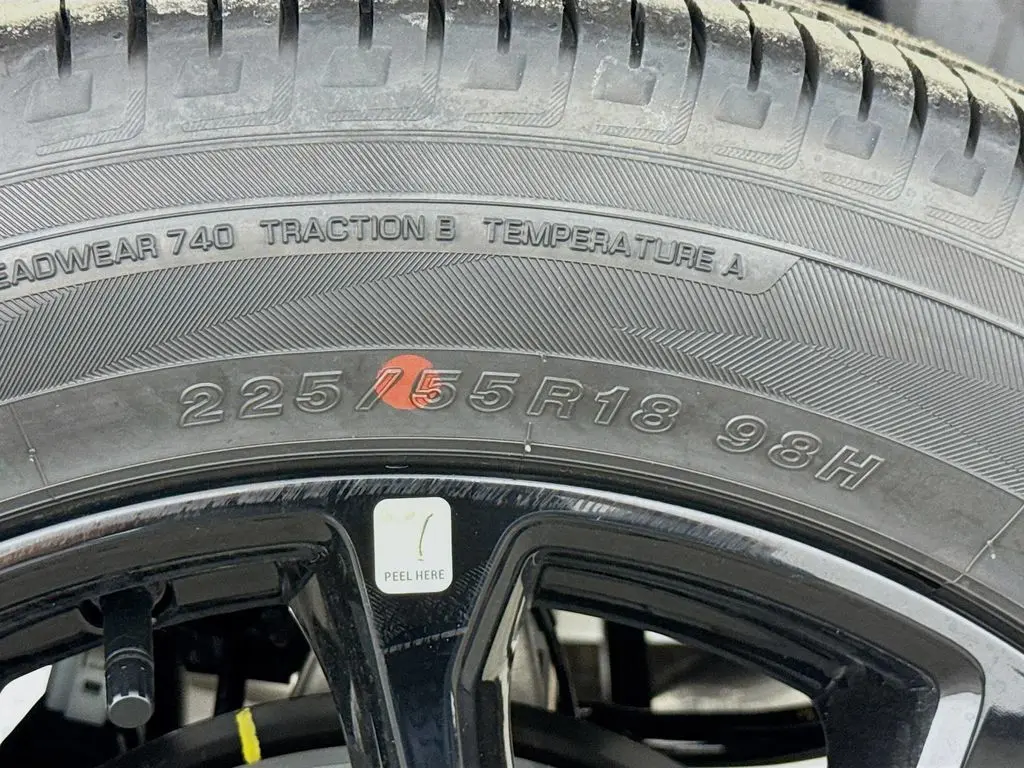 EADWEAR 740 TRACTION B TEMPERATURE A
225/55R18 98H
PEEL HERE